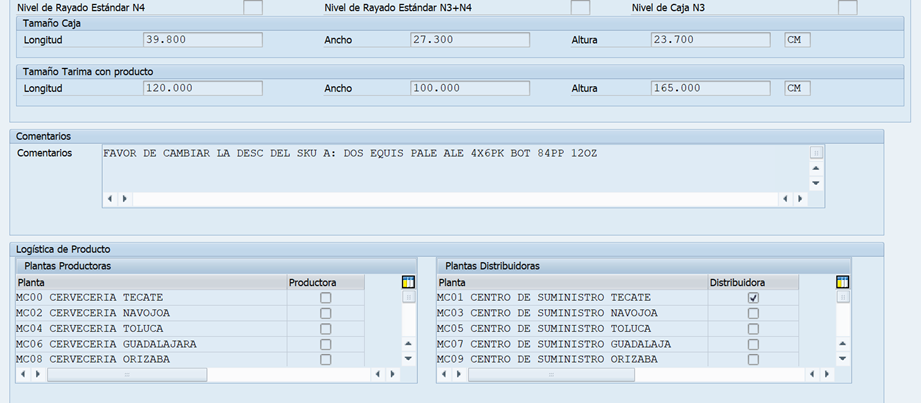 Nivel de Rayado Estándar N4 Nivel de Rayado Estándar N3+N4 Nivel de Caja N3
Tamaño Caja
Longitud 39.800 Ancho 27.300 Altura 23.700 CM
Tamaño Tarima con producto
Longitud 120.000 Ancho 100.000 Altura 165.000 CM
Comentarios
Comentarios FAVOR DE CAMBIAR LA DESC DEL SKU A: DOS EQUIS PALE ALE 4X6PK BOT 84PP 12OZ
Logística de Producto
Plantas Productoras
Planta Productora
MC00 CERVECERIA TECATE
MC02 CERVECERIA NAVOJOA
MC04 CERVECERIA TOLUCA
MC06 CERVECERIA GUADALAJARA
MC08 CERVECERIA ORIZABA
Plantas Distribuidoras
Planta Distribuidora
MC01 CENTRO DE SUMINISTRO TECATE
MC03 CENTRO DE SUMINISTRO NAVOJOA
MC05 CENTRO DE SUMINISTRO TOLUCA
MC07 CENTRO DE SUMINISTRO GUADALAJA
MC09 CENTRO DE SUMINISTRO ORIZABA